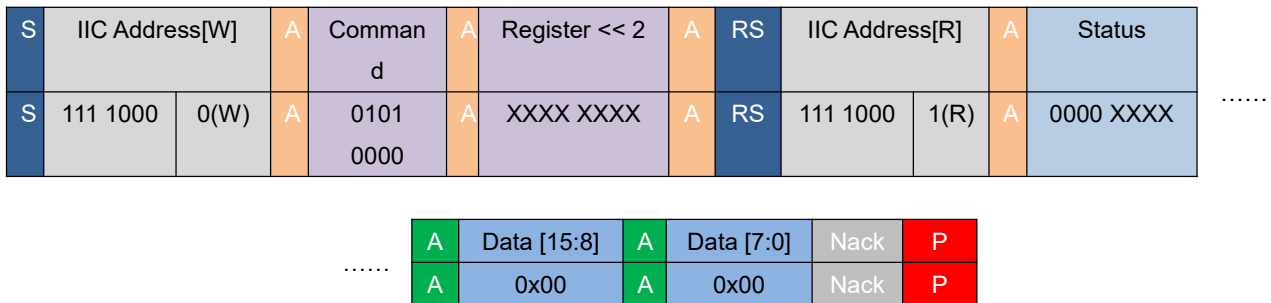 S IIC Address[W] A Comman A Register << 2 A RS IIC Address[R] A Status
d
S 111 1000 0(W) A 0101 A XXXX XXXX A RS 111 1000 1(R) A 0000 XXXX ……
0000
A Data [15:8] A Data [7:0] Nack P
……
A 0x00 A 0x00 Nack P